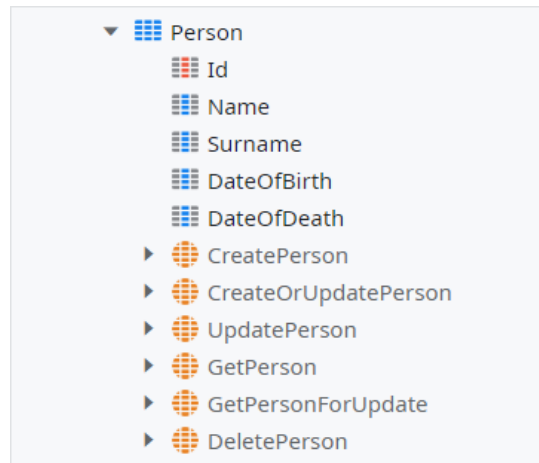 Person
Id
Name
Surname
DateOfBirth
DateOfDeath
CreatePerson
CreateOrUpdatePerson
UpdatePerson
GetPerson
GetPersonForUpdate
DeletePerson